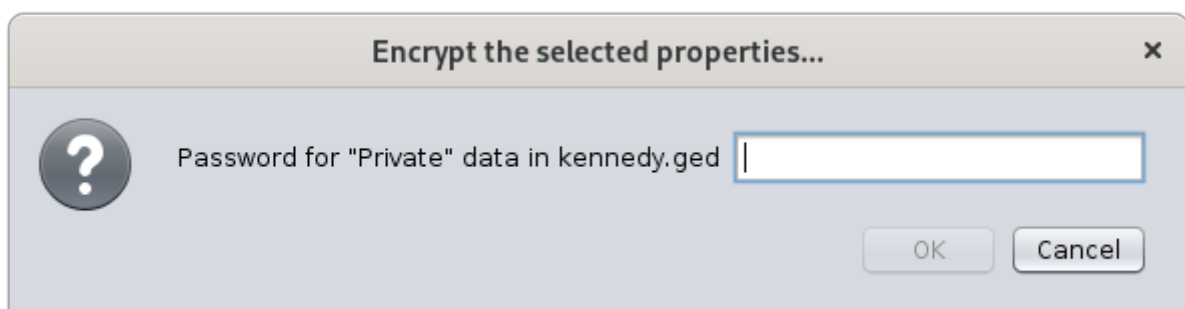 Encrypt the selected properties...
Password for "Private" data in kennedy.ged
OK Cancel